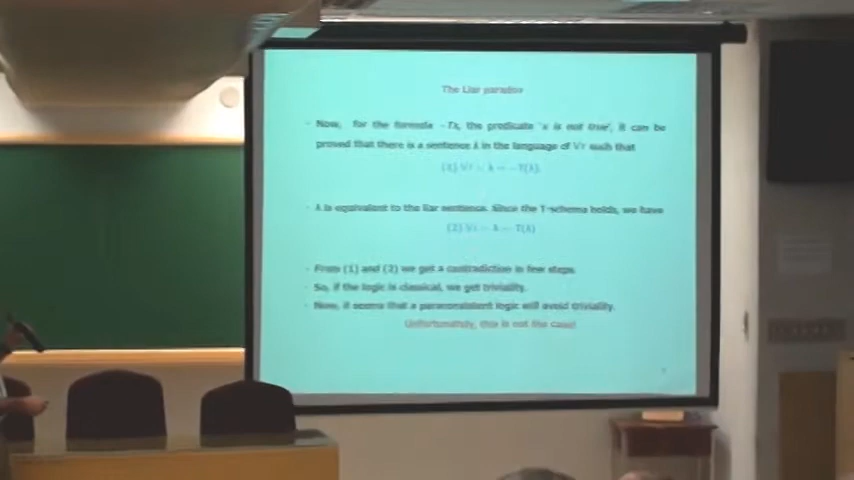 The Liar paradox
- Now, for the formula ¬Tx, the predicate 'x is not true', it can be
proved that there is a sentence λ in the language of such that
λ is equivalent to the liar sentence. Since the T-schema holds, we have
- From (1) and (2) we get a contradiction in few steps.
- So, if the logic is classical, we get triviality.
- Now, it seems that a paraconsistent logic will avoid triviality.
Unfortunately, this is not the case!